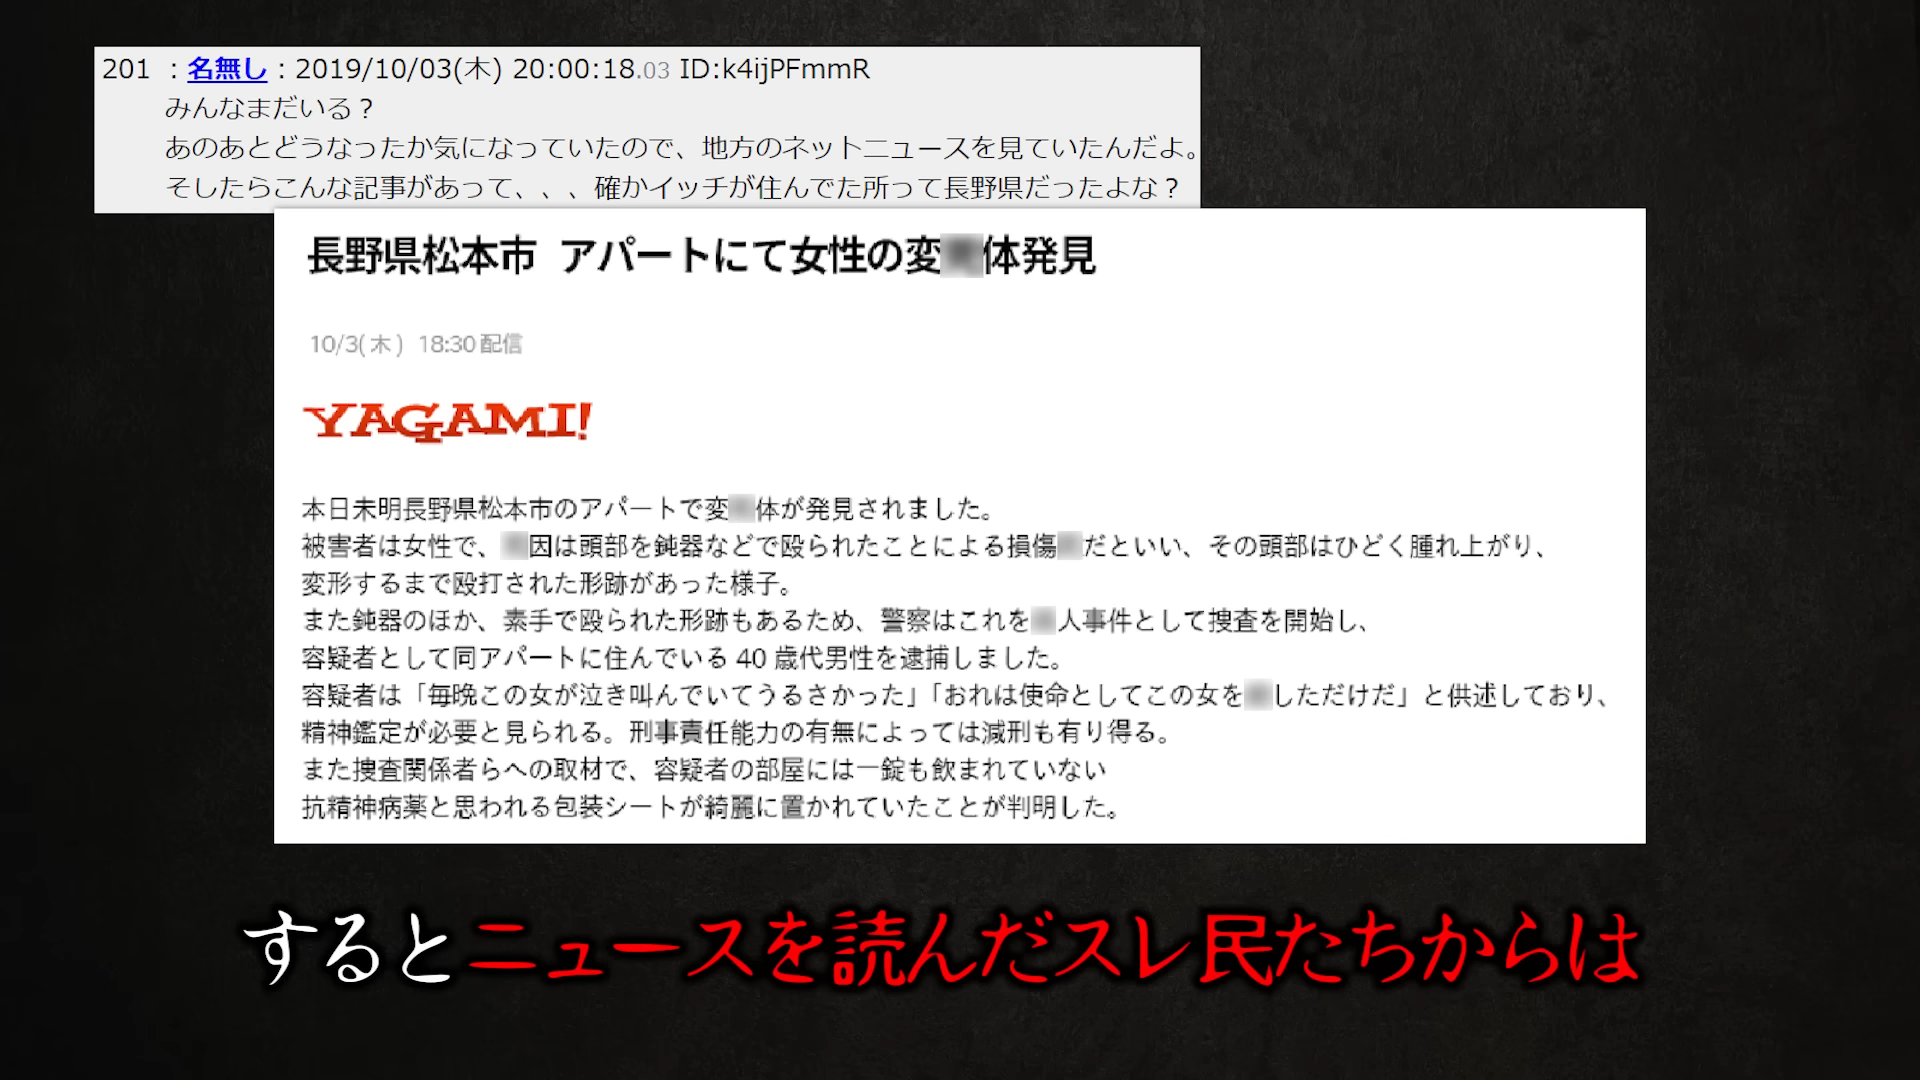 201 ：名無し：2019/10/03(木) 20:00:18.03 ID:k4ijPFmmR
みんなまだいる？
あのあとどうなったか気になっていたので、地方のネットニュースを見ていたんだよ。
そしたらこんな記事があって、、、確かイッチが住んでた所って長野県だったよな？
長野県松本市 アパートにて女性の変 体発見
10/3(木) 18:30配信
YAGAMI!
本日未明長野県松本市のアパートで変 体が発見されました。
被害者は女性で、 因は頭部を鈍器などで殴られたことによる損傷 だといい、その頭部はひどく腫れ上がり、
変形するまで殴打された形跡があった様子。
また鈍器のほか、素手で殴られた形跡もあるため、警察はこれを 人事件として捜査を開始し、
容疑者として同アパートに住んでいる 40 歳代男性を逮捕しました。
容疑者は「毎晩この女が泣き叫んでいてうるさかった」「おれは使命としてこの女を しただけだ」と供述しており、
精神鑑定が必要と見られる。刑事責任能力の有無によっては減刑も有り得る。
また捜査関係者らへの取材で、容疑者の部屋には一錠も飲まれていない
抗精神病薬と思われる包装シートが綺麗に置かれていたことが判明した。
するとニュースを読んだスレ民たちからは